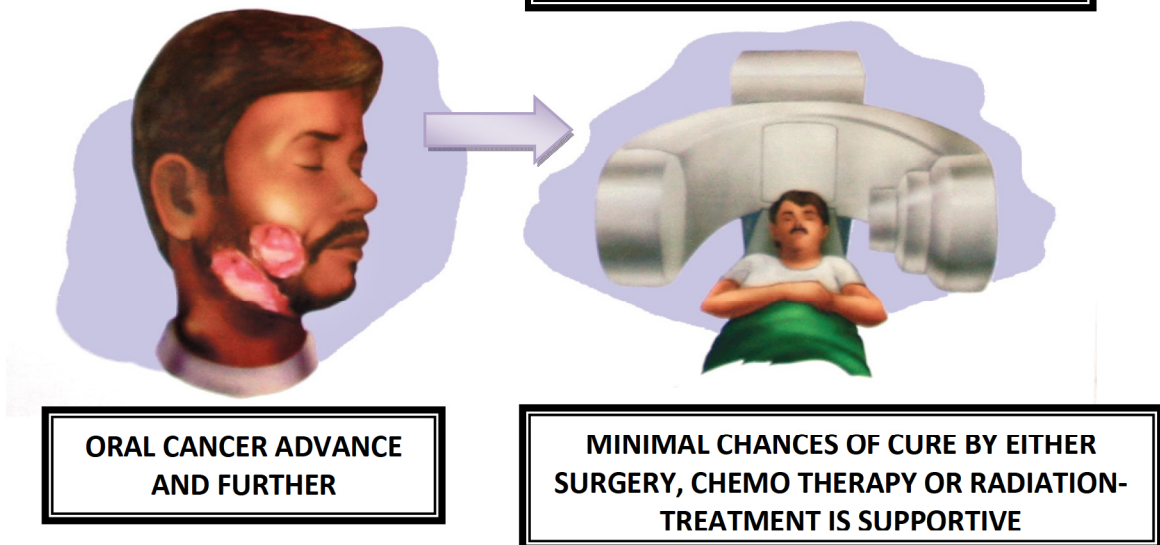 ORAL CANCER ADVANCE
AND FURTHER
MINIMAL CHANCES OF CURE BY EITHER
SURGERY, CHEMO THERAPY OR RADIATION-
TREATMENT IS SUPPORTIVE